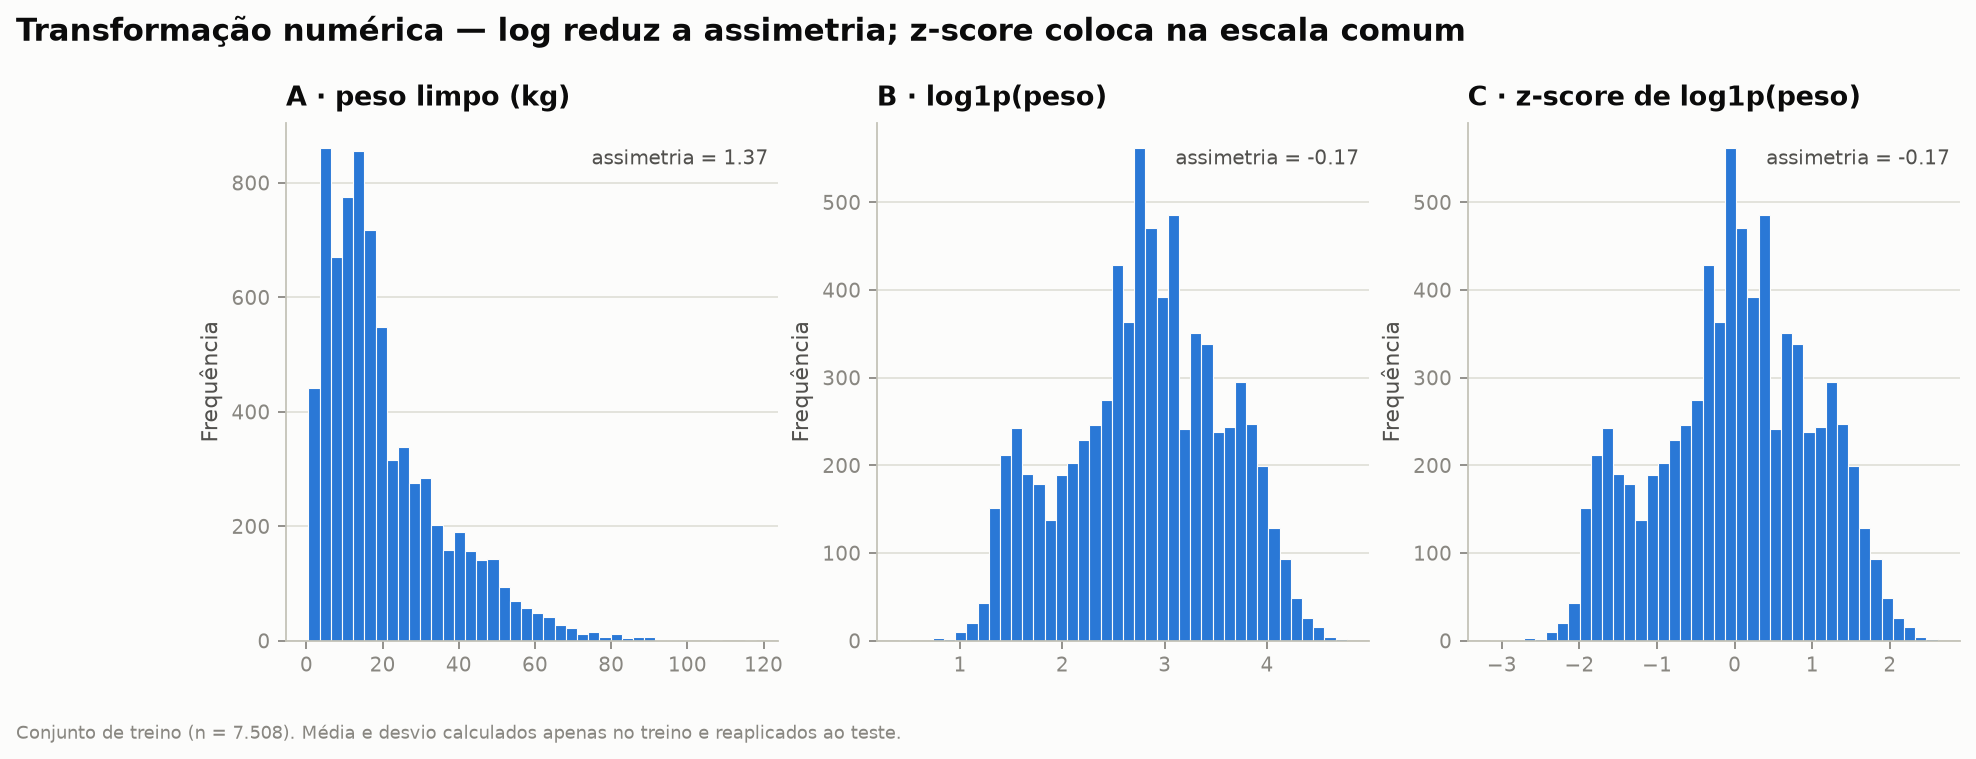 Transformação numérica — log reduz a assimetria; z-score coloca na escala comum
A · peso limpo (kg)
assimetria = 1.37
Frequência
800
600
400
200
0
0 20 40 60 80 100 120
B · log1p(peso)
assimetria = -0.17
Frequência
500
400
300
200
100
0
1 2 3 4
C · z-score de log1p(peso)
assimetria = -0.17
Frequência
500
400
300
200
100
0
−3 −2 −1 0 1 2
Conjunto de treino (n = 7.508). Média e desvio calculados apenas no treino e reaplicados ao teste.